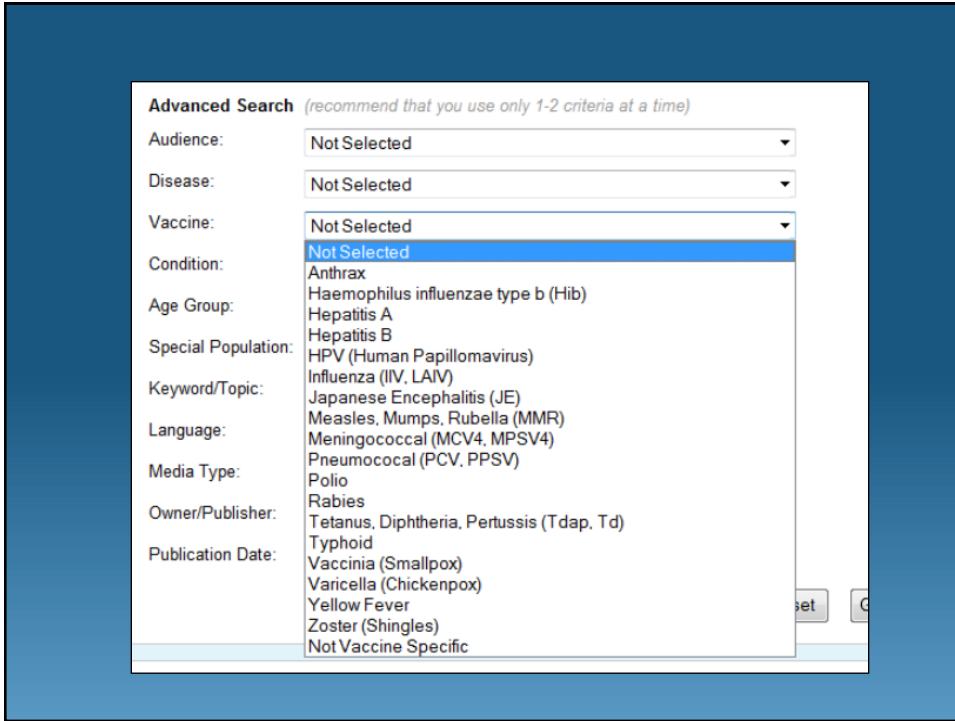 Advanced Search (recommend that you use only 1-2 criteria at a time)
Audience: Not Selected
Disease: Not Selected
Vaccine: Not Selected
Not Selected
Condition:
Anthrax
Haemophilus influenzae type b (Hib)
Age Group:
Hepatitis A
Hepatitis B
Special Population:
HPV (Human Papillomavirus)
Influenza (IIV, LAIV)
Keyword/Topic:
Japanese Encephalitis (JE)
Measles, Mumps, Rubella (MMR)
Language:
Meningococcal (MCV4, MPSV4)
Pneumococal (PCV, PPSV)
Media Type:
Polio
Rabies
Owner/Publisher:
Tetanus, Diphtheria, Pertussis (Tdap, Td)
Typhoid
Publication Date:
Vaccinia (Smallpox)
Varicella (Chickenpox)
Yellow Fever
set G
Zoster (Shingles)
Not Vaccine Specific